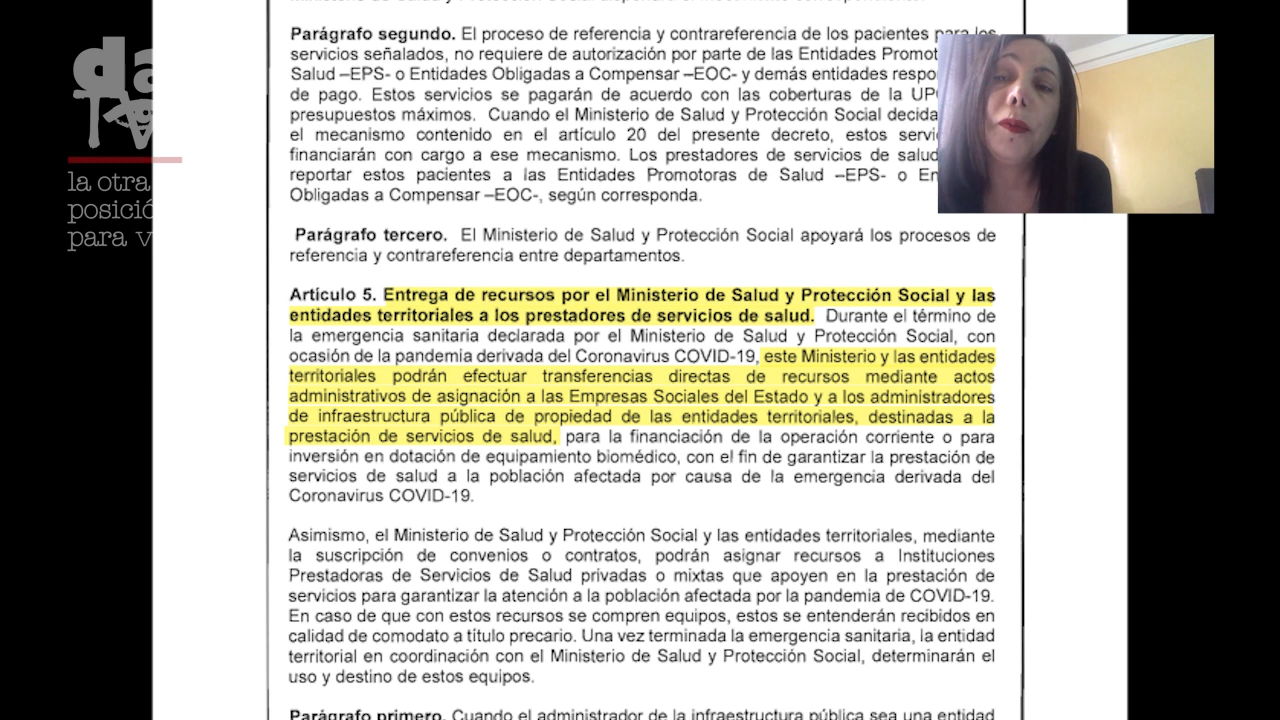 Parágrafo segundo. El proceso de referencia y contrareferencia de los pacientes para los
servicios señalados, no requiere de autorización por parte de las Entidades
Salud –EPS- o Entidades Obligadas a Compensar –EOC- y demás entidades
de pago. Estos servicios se pagarán de acuerdo con las coberturas de la
presupuestos máximos. Cuando el Ministerio de Salud y Protección Social decida
el mecanismo contenido en el artículo 20 del presente decreto, estos
financiarán con cargo a ese mecanismo. Los prestadores de servicios de salud
reportar estos pacientes a las Entidades Promotoras de Salud –EPS- o
Obligadas a Compensar –EOC-, según corresponda.
la otra
posició
para v
Parágrafo tercero. El Ministerio de Salud y Protección Social apoyará los procesos de
referencia y contrareferencia entre departamentos.
Artículo 5. Entrega de recursos por el Ministerio de Salud y Protección Social y las
entidades territoriales a los prestadores de servicios de salud. Durante el término de
la emergencia sanitaria declarada por el Ministerio de Salud y Protección Social, con
ocasión de la pandemia derivada del Coronavirus COVID-19, este Ministerio y las entidades
territoriales podrán efectuar transferencias directas de recursos mediante actos
administrativos de asignación a las Empresas Sociales del Estado y a los administradores
de infraestructura pública de propiedad de las entidades territoriales, destinadas a la
prestación de servicios de salud, para la financiación de la operación corriente o para
inversión en dotación de equipamiento biomédico, con el fin de garantizar la prestación de
servicios de salud a la población afectada por causa de la emergencia derivada del
Coronavirus COVID-19.
Asimismo, el Ministerio de Salud y Protección Social y las entidades territoriales, mediante
la suscripción de convenios o contratos, podrán asignar recursos a Instituciones
Prestadoras de Servicios de Salud privadas o mixtas que apoyen en la prestación de
servicios para garantizar la atención a la población afectada por la pandemia de COVID-19.
En caso de que con estos recursos se compren equipos, estos se entenderán recibidos en
calidad de comodato a título precario. Una vez terminada la emergencia sanitaria, la entidad
territorial en coordinación con el Ministerio de Salud y Protección Social, determinarán el
uso y destino de estos equipos.
Parágrafo primero. Cuando el administrador de la infraestructura pública sea una entidad